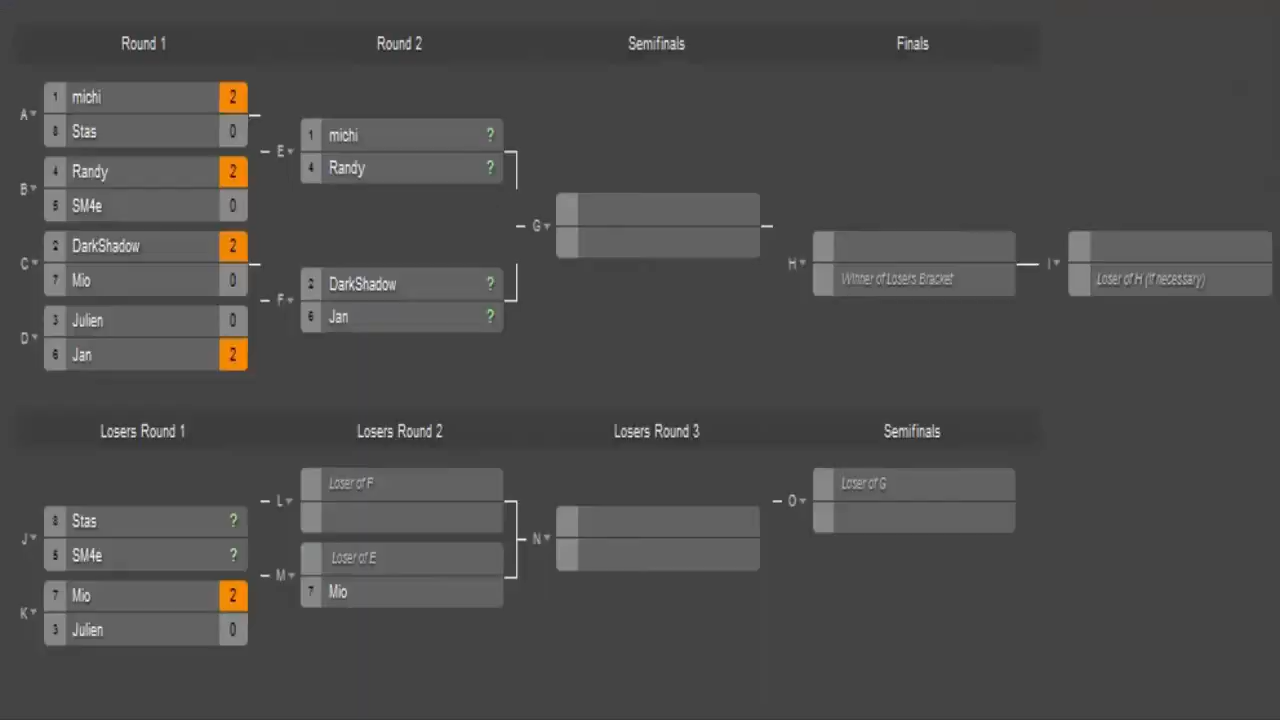 Round 1 Round 2 Semifinals Finals
A 1 michi 2
8 Stas 0
B 4 Randy 2
5 SM4e 0
C 2 DarkShadow 2
7 Mio 0
D 3 Julien 0
6 Jan 2
E 1 michi ?
4 Randy ?
F 2 DarkShadow ?
6 Jan ?
G
H
Winner of Losers Bracket
I
Loser of H (if necessary)
Losers Round 1 Losers Round 2 Losers Round 3 Semifinals
J 8 Stas ?
5 SM4e ?
K 7 Mio 2
3 Julien 0
L Loser of F
M Loser of E
7 Mio
N
O Loser of G